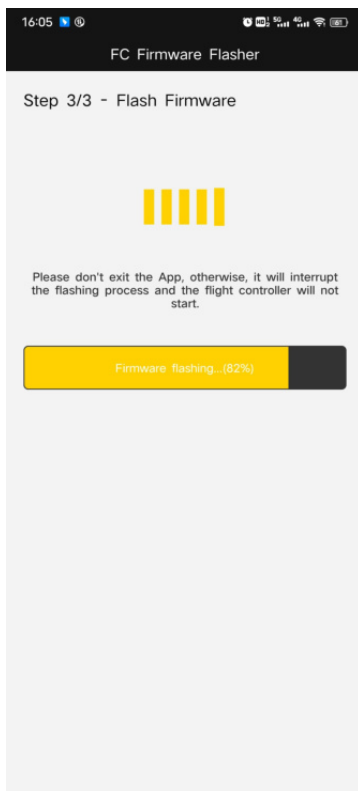 16:05
FC Firmware Flasher
Step 3/3 - Flash Firmware
Please don't exit the App, otherwise, it will interrupt
the flashing process and the flight controller will not
start.
Firmware flashing...(82%)